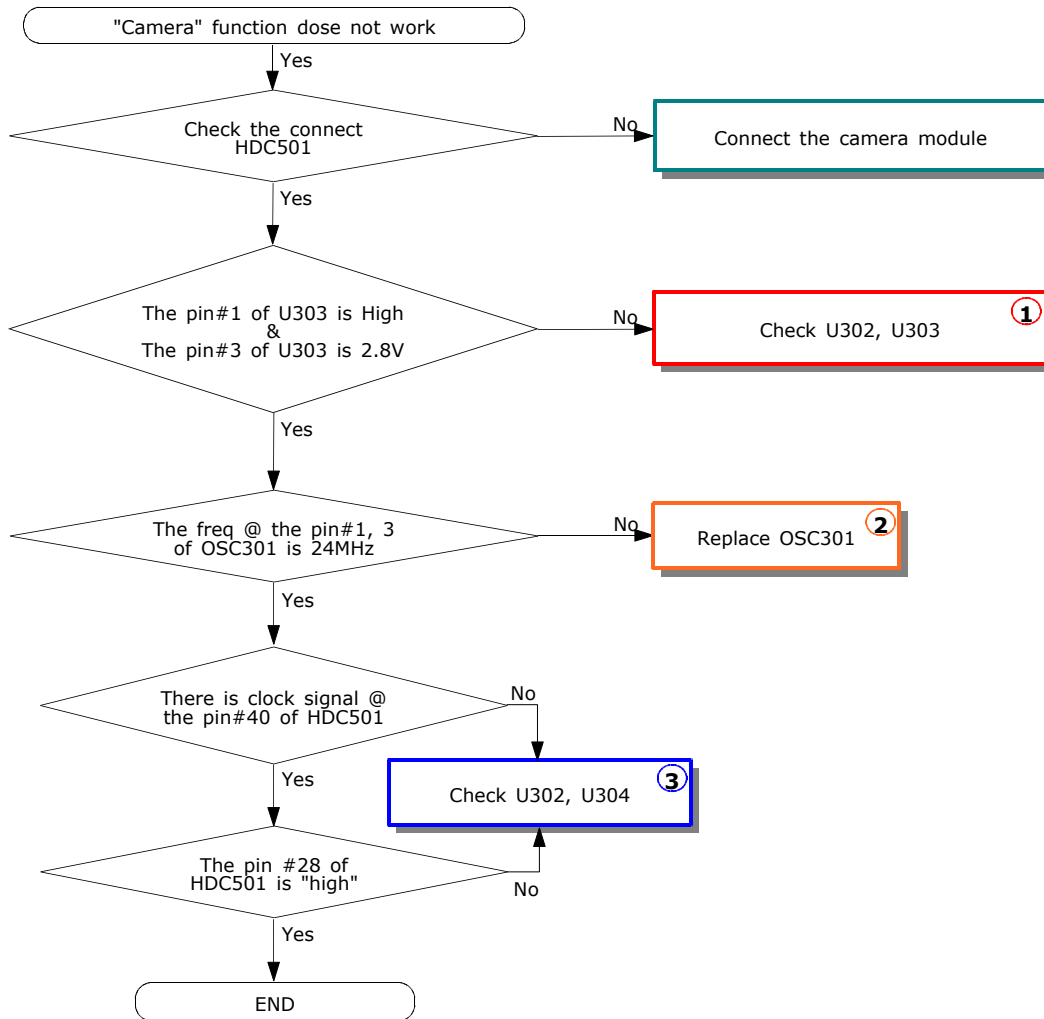 "Camera" function dose not work
Yes
Check the connect
HDC501
No
Connect the camera module
Yes
The pin#1 of U303 is High
&
The pin#3 of U303 is 2.8V
No
Check U302, U303
1
Yes
The freq @ the pin#1, 3
of OSC301 is 24MHz
No
Replace OSC301
2
Yes
There is clock signal @
the pin#40 of HDC501
No
Check U302, U304
3
Yes
The pin #28 of
HDC501 is "high"
No
Yes
END